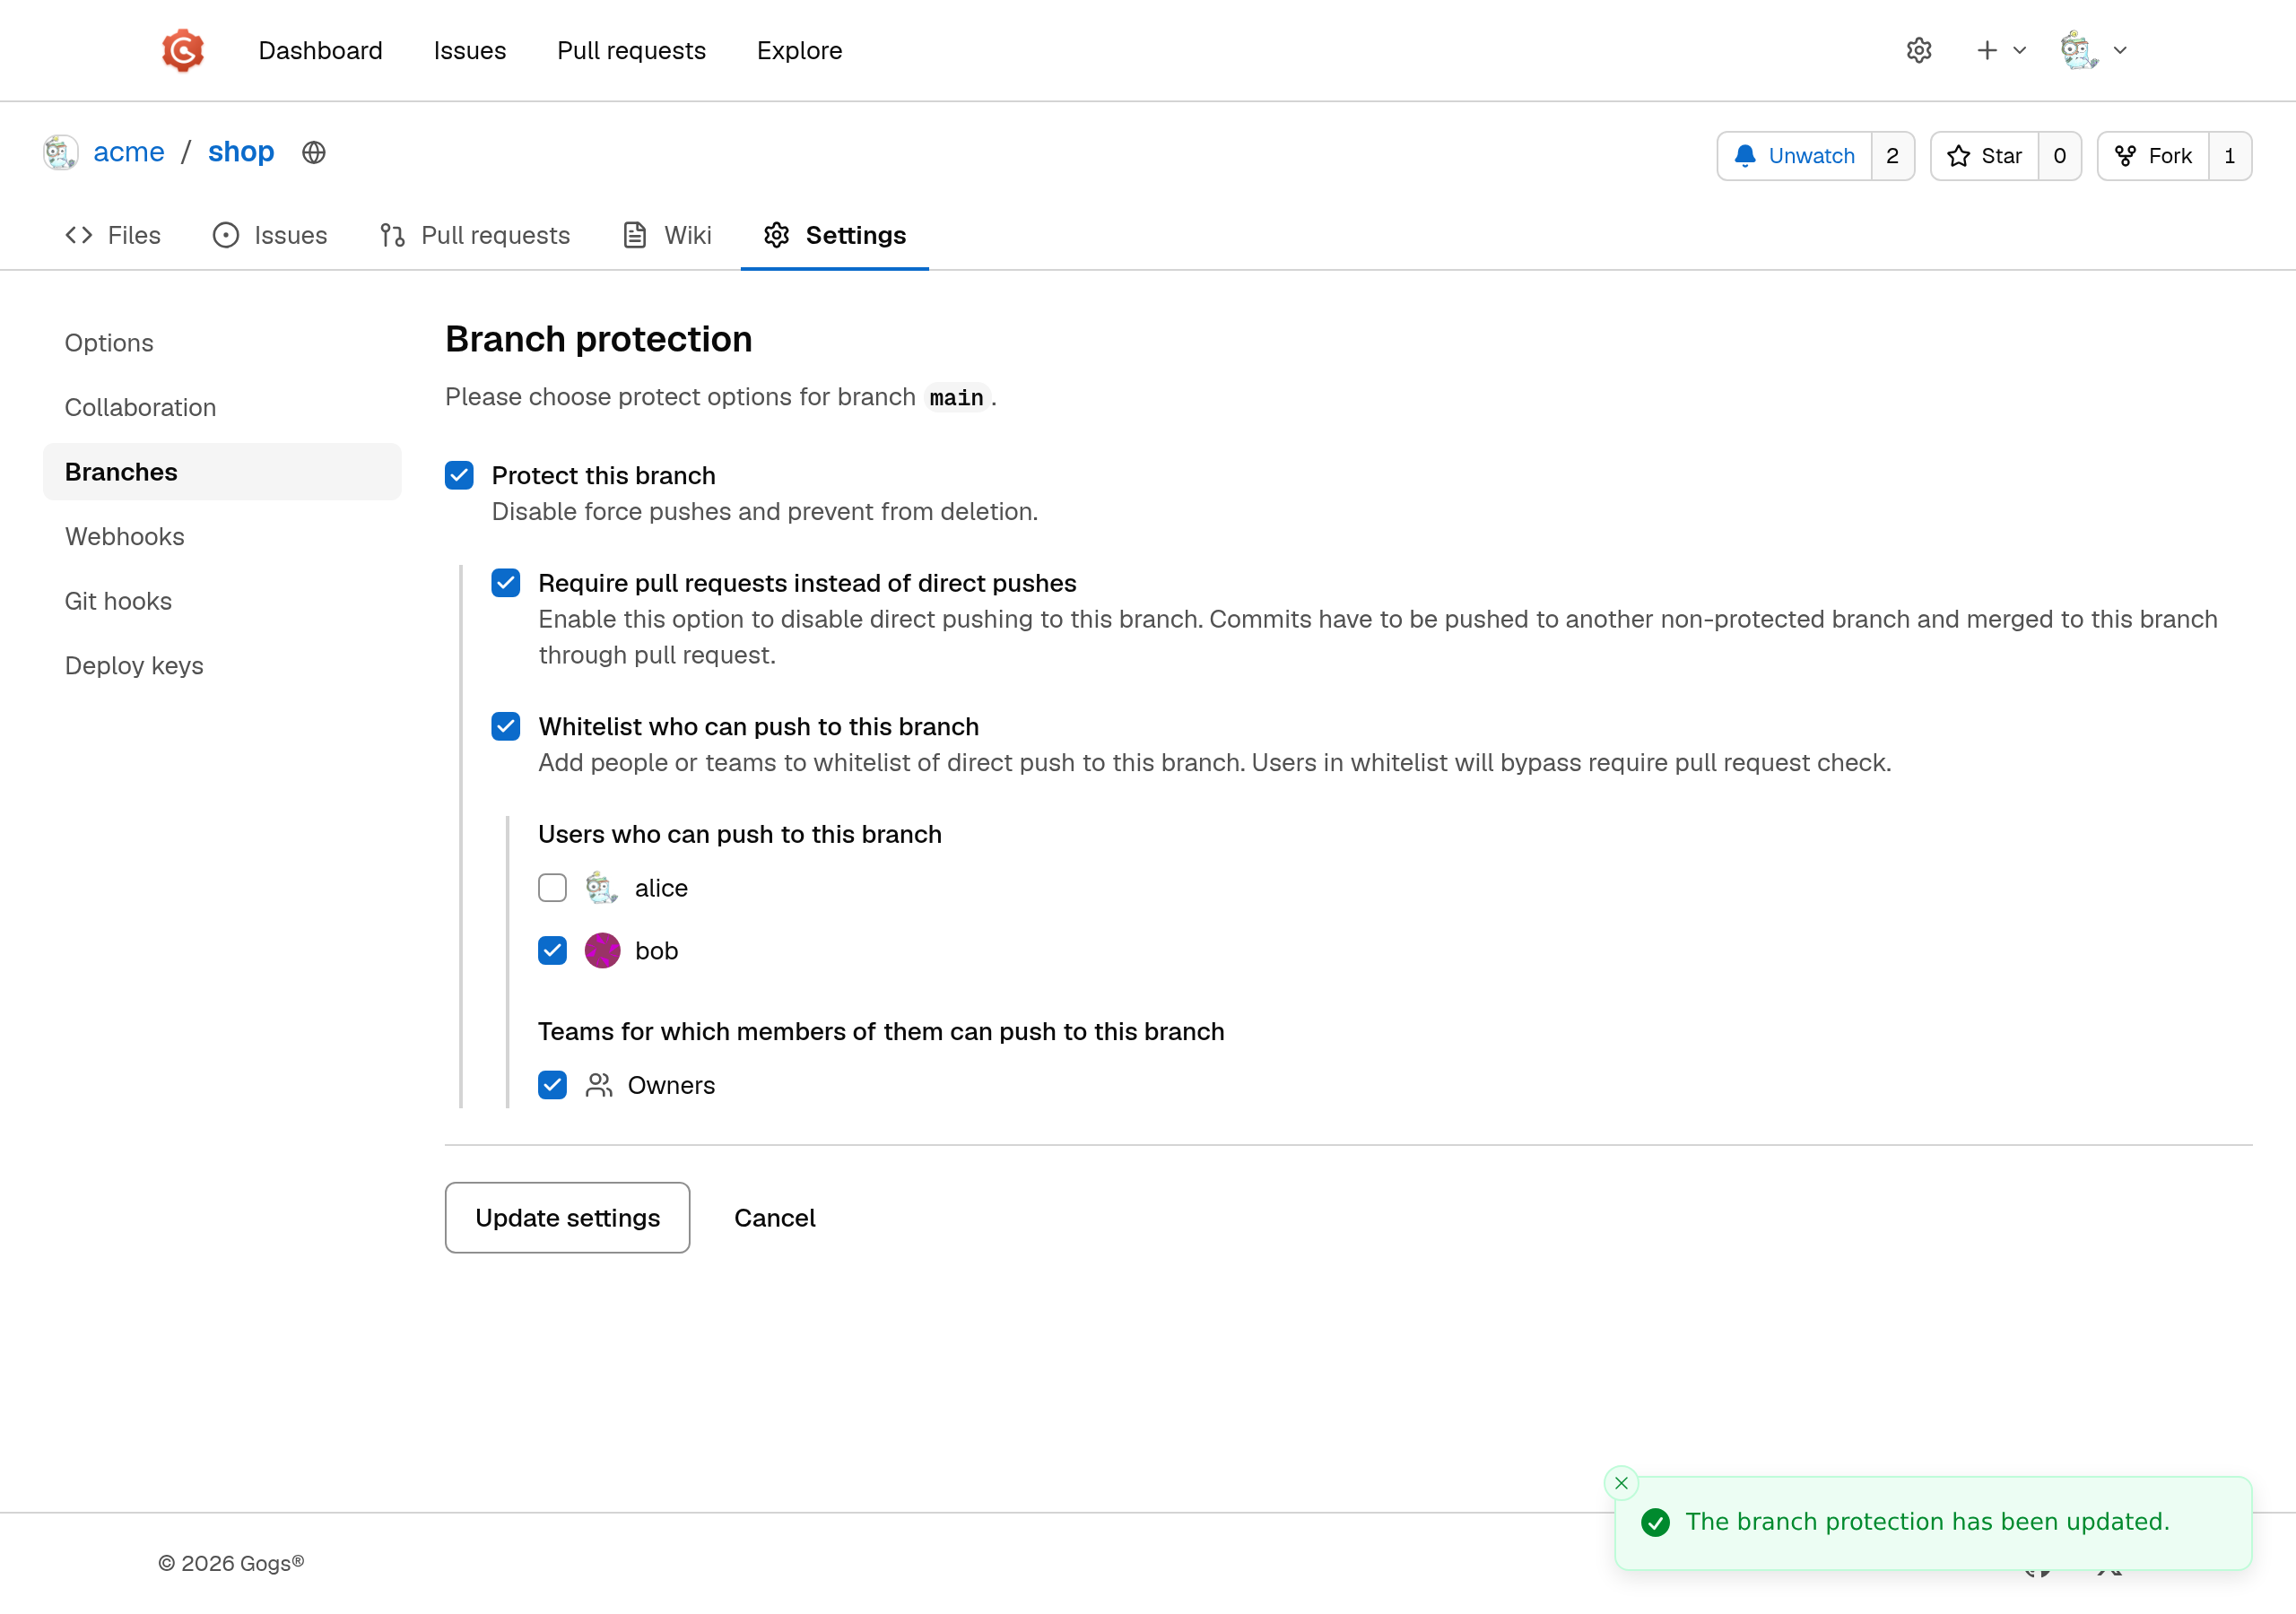 Dashboard Issues Pull requests Explore
acme / shop
Unwatch 2 Star 0 Fork 1
Files Issues Pull requests Wiki Settings
Options
Collaboration
Branches
Webhooks
Git hooks
Deploy keys
Branch protection
Please choose protect options for branch main.
Protect this branch
Disable force pushes and prevent from deletion.
Require pull requests instead of direct pushes
Enable this option to disable direct pushing to this branch. Commits have to be pushed to another non-protected branch and merged to this branch
through pull request.
Whitelist who can push to this branch
Add people or teams to whitelist of direct push to this branch. Users in whitelist will bypass require pull request check.
Users who can push to this branch
alice
bob
Teams for which members of them can push to this branch
Owners
Update settings Cancel
The branch protection has been updated.
© 2026 Gogs®